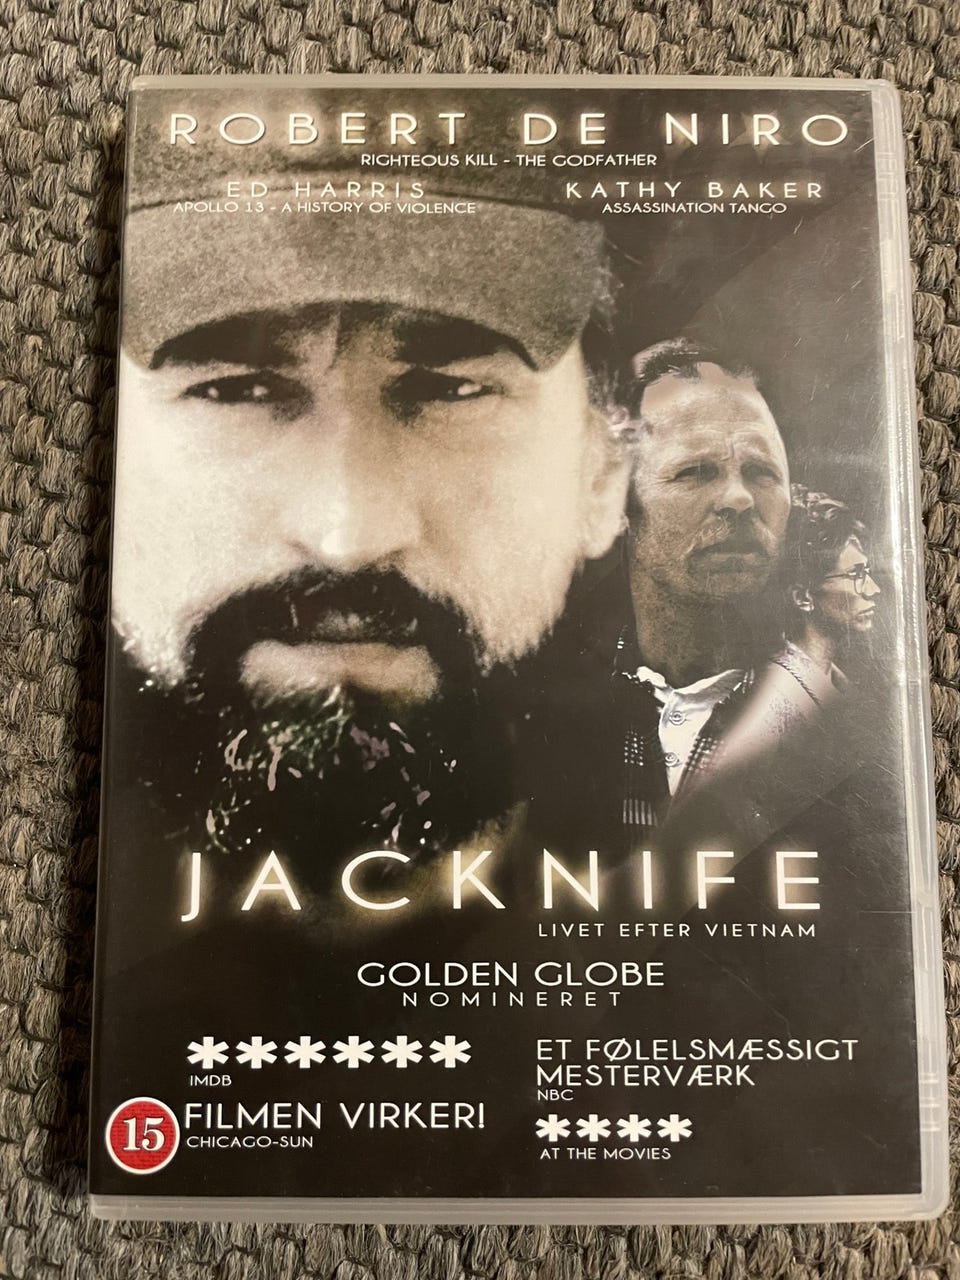 ROBERT DE NIRO
RIGHTEOUS KILL - THE GODFATHER
ED HARRIS
APOLLO 13 - A HISTORY OF VIOLENCE
KATHY BAKER
ASSASSINATION TANGO
JACKNIFE
LIVET EFTER VIETNAM
GOLDEN GLOBE
NOMINERET
******
IMDB
FILMEN VIRKER!
CHICAGO-SUN
15
ET FØLELSMÆSSIGT
MESTERVÆRK
NBC
****
AT THE MOVIES